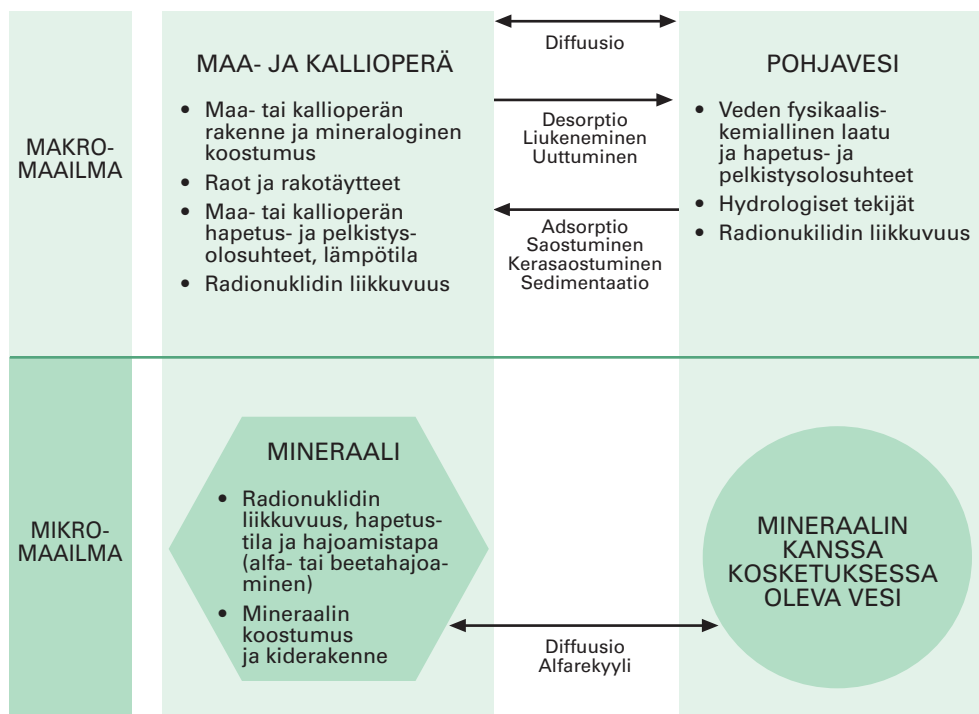 MAKRO-
MAAILMA
MAA- JA KALLIOPERÄ
• Maa- tai kallioperän
rakenne ja mineraloginen
koostumus
• Raot ja rakotäytteet
• Maa- tai kallioperän
hapetus- ja pelkistys-
olosuhteet, lämpötila
• Radionuklidin liikkuvuus
Diffuusio
Desorptio
Liukeneminen
Uuttuminen
Adsorptio
Saostuminen
Kerasaostuminen
Sedimentaatio
POHJAVESI
• Veden fysikaalis-
kemiallinen laatu
ja hapetus- ja
pelkistysolosuhteet
• Hydrologiset tekijät
• Radionukilidin liikkuvuus
MIKRO-
MAAILMA
MINERAALI
• Radionuklidin
liikkuvuus, hapetus-
tila ja hajoamistapa
(alfa- tai beetahajoa-
minen)
• Mineraalin
koostumus
ja kiderakenne
Diffuusio
Alfarekyyli
MINERAALIN
KANSSA
KOSKETUKSESSA
OLEVA VESI